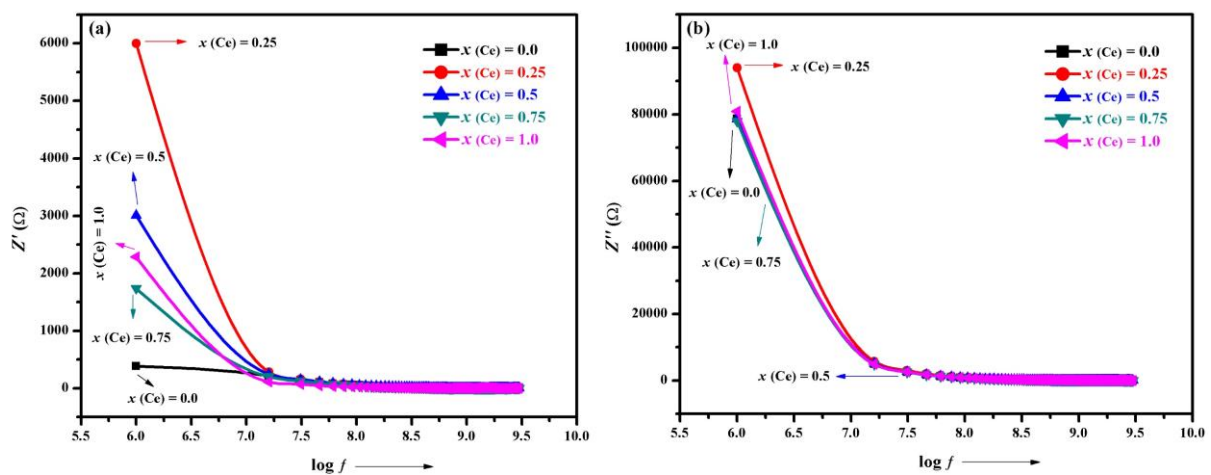 (a)
x (Ce) = 0.25
x (Ce) = 0.0
x (Ce) = 0.25
x (Ce) = 0.5
x (Ce) = 0.75
x (Ce) = 1.0
x (Ce) = 0.5
x (Ce) = 1.0
x (Ce) = 0.75
x (Ce) = 0.0
Z' (Ω)
6000
5000
4000
3000
2000
1000
0
5.5 6.0 6.5 7.0 7.5 8.0 8.5 9.0 9.5 10.0
log f
(b)
x (Ce) = 1.0
x (Ce) = 0.25
x (Ce) = 0.0
x (Ce) = 0.25
x (Ce) = 0.5
x (Ce) = 0.75
x (Ce) = 1.0
x (Ce) = 0.0
x (Ce) = 0.75
x (Ce) = 0.5
Z'' (Ω)
100000
80000
60000
40000
20000
0
5.5 6.0 6.5 7.0 7.5 8.0 8.5 9.0 9.5 10.0
log f